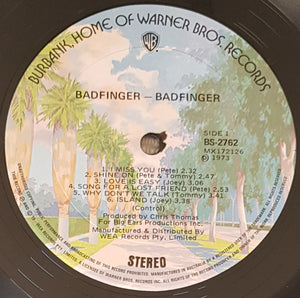 BURBANK, HOME OF WARNER BROS. RECORDS
WB
BADFINGER – BADFINGER
SIDE 1
BS-2762
MX172126
℗ 1973
1. I MISS YOU (Pete) 2.32
2. SHINE ON (Pete & Tommy) 2.47
3. LOVE IS EASY (Joey) 3.06
4. SONG FOR A LOST FRIEND (Pete) 2.53
5. WHY DON'T WE TALK (Tommy) 3.41
6. ISLAND (Joey) 3.38
(Control)
Produced by Chris Thomas
For Big Ears Productions Inc.
Manufactured & Distributed by
WEA Records Pty. Limited
STEREO